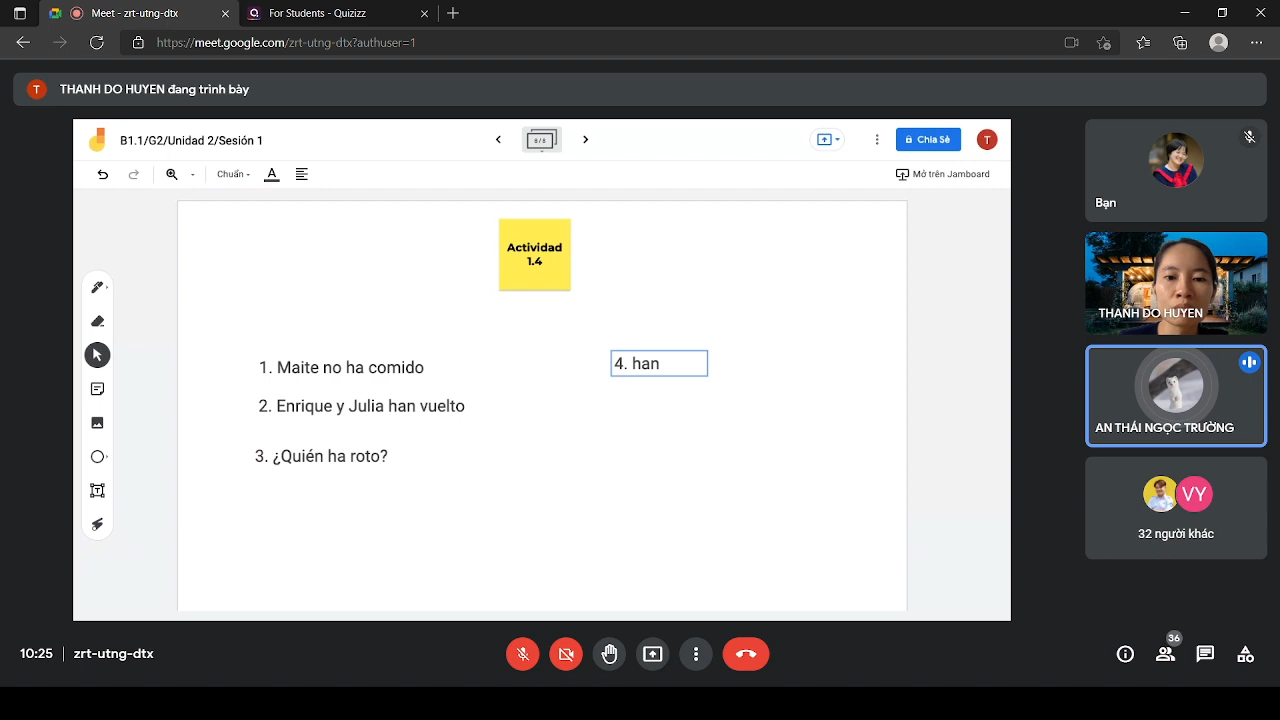 Meet - zrt-utng-dtx
For Students - Quizizz
https://meet.google.com/zrt-utng-dtx?authuser=1
T
THANH DO HUYEN đang trình bày
B1.1/G2/Unidad 2/Sesión 1
8 / 8
Chia Sẻ
T
Chuẩn
A
Mở trên Jamboard
Actividad
1.4
1. Maite no ha comido
4. han
2. Enrique y Julia han vuelto
3. ¿Quién ha roto?
Bạn
THANH DO HUYEN
AN THÁI NGỌC TRƯỜNG
VY
32 người khác
10:25
zrt-utng-dtx
36